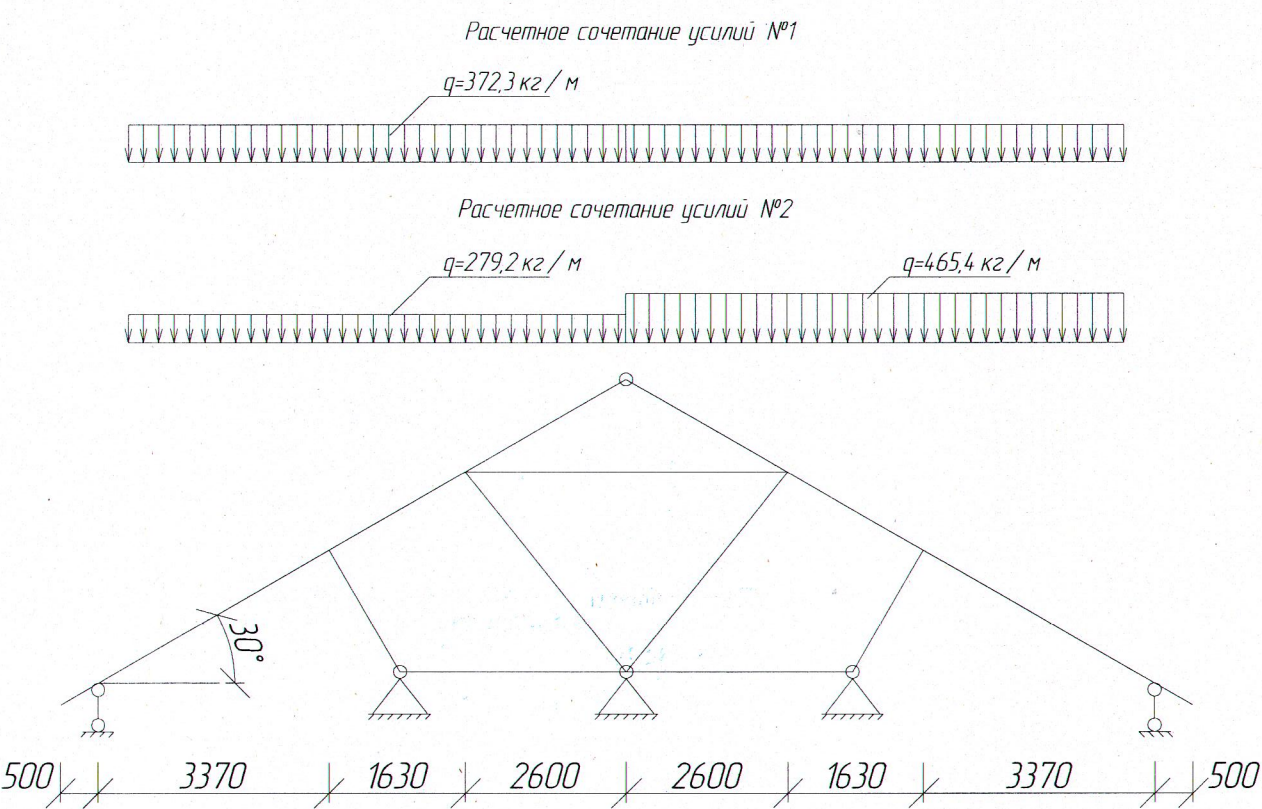 Расчетное сочетание усилий №1
q=372,3 кг/м
Расчетное сочетание усилий №2
q=279,2 кг/м
q=465,4 кг/м
30°
500 3370 1630 2600 2600 1630 3370 500